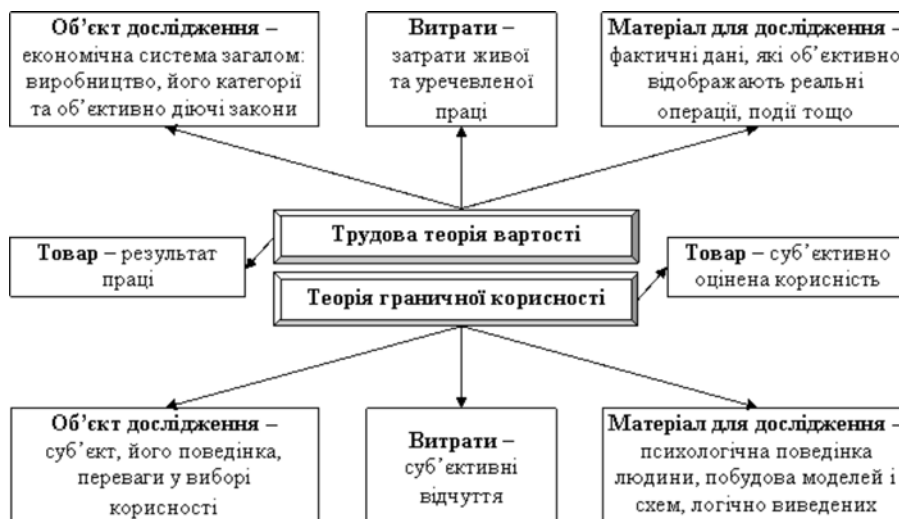 Об’єкт дослідження –
економічна система загалом:
виробництво, його категорії
та об’єктивно діючі закони
Витрати –
затрати живої
та уречевленої
праці
Матеріал для дослідження –
фактичні дані, які об’єктивно
відображають реальні
операції, події тощо
Трудова теорія вартості
Товар – результат
праці
Товар – суб’єктивно
оцінена корисність
Теорія граничної корисності
Об’єкт дослідження –
суб’єкт, його поведінка,
переваги у виборі
корисності
Витрати –
суб’єктивні
відчуття
Матеріал для дослідження –
психологічна поведінка
людини, побудова моделей і
схем, логічно виведених